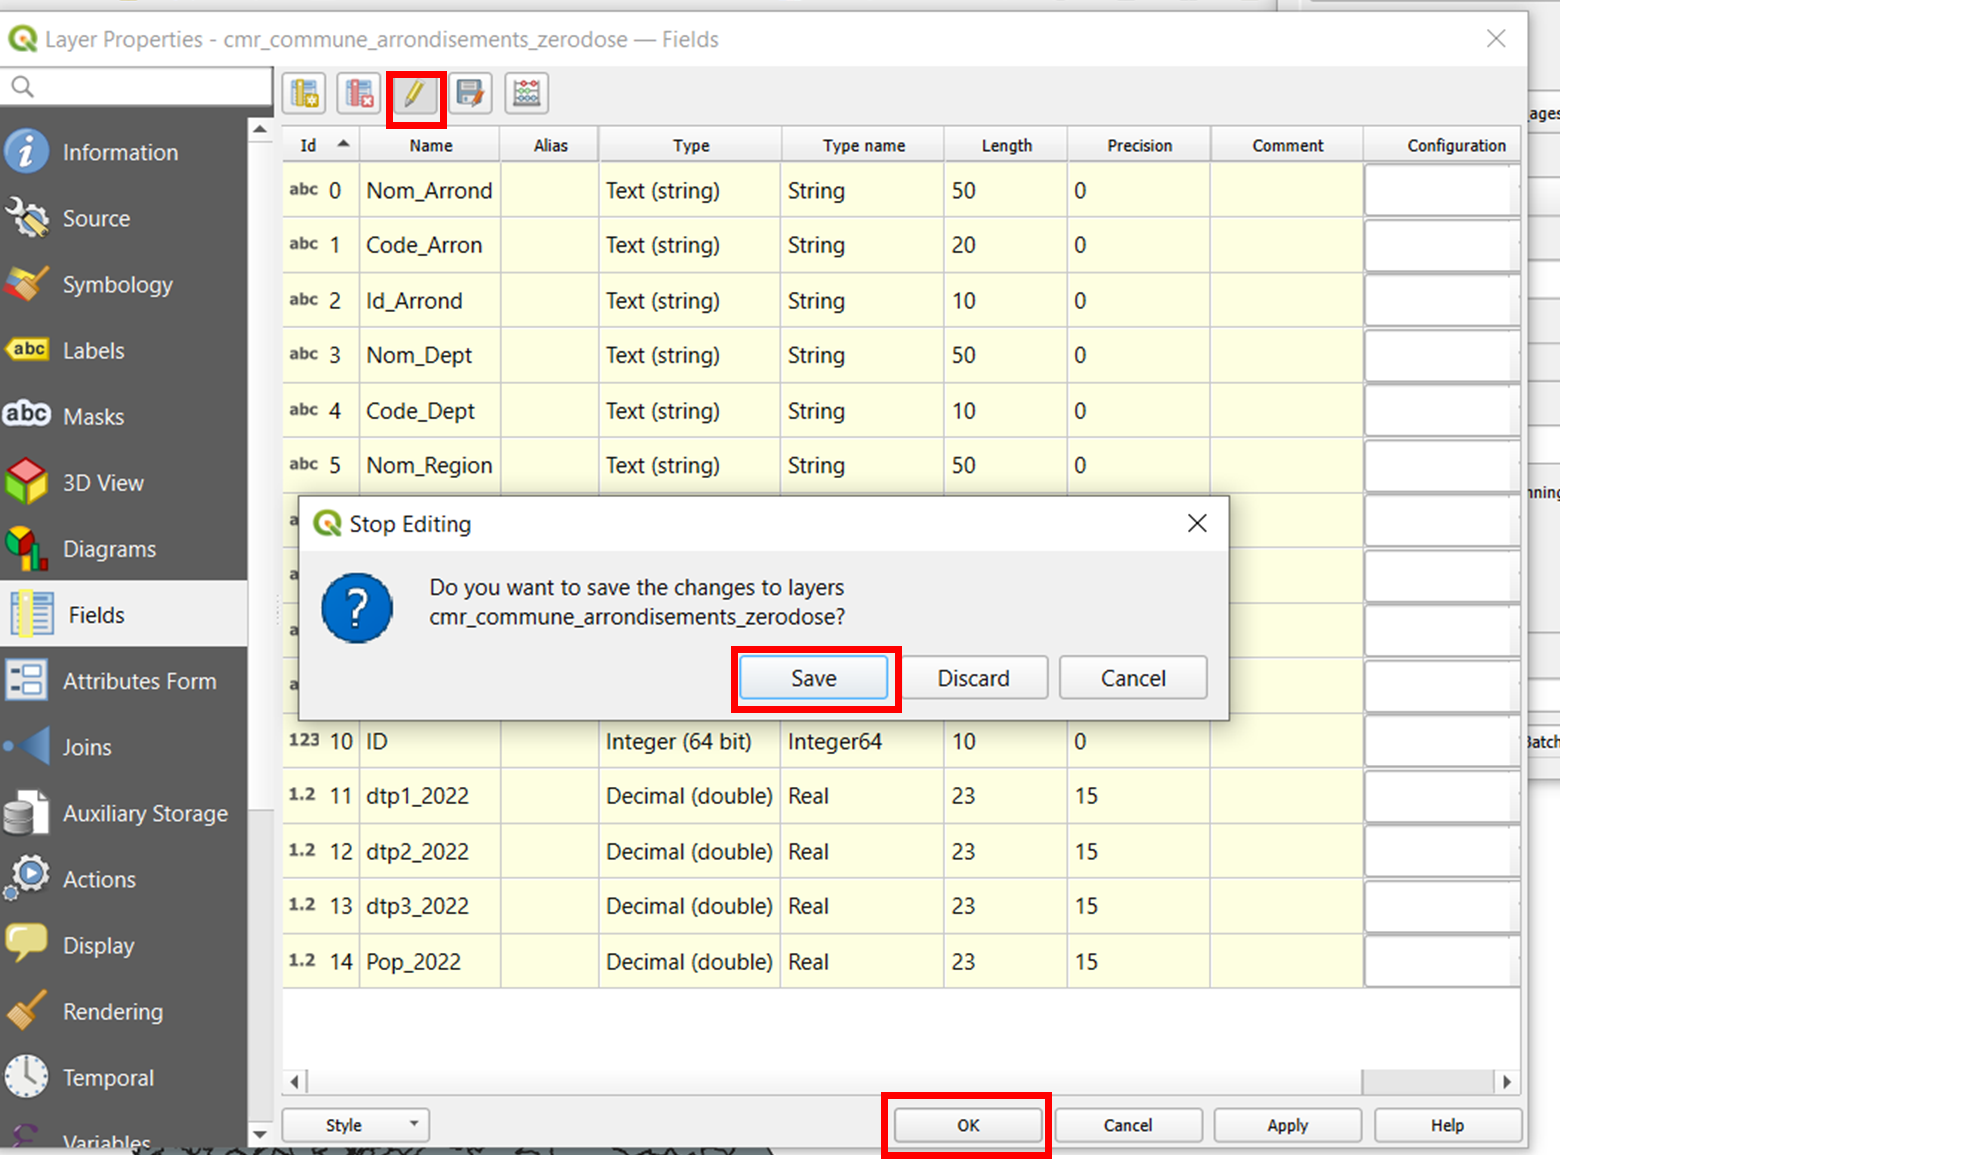 Layer Properties - cmr_commune_arrondisements_zerodose — Fields
Information
Source
Symbology
abc Labels
abc Masks
3D View
Diagrams
Fields
Attributes Form
Joins
Auxiliary Storage
Actions
Display
Rendering
Temporal
Variables
Id Name Alias Type Type name Length Precision Comment Configuration
abc 0 Nom_Arrond Text (string) String 50 0
abc 1 Code_Arron Text (string) String 20 0
abc 2 Id_Arrond Text (string) String 10 0
abc 3 Nom_Dept Text (string) String 50 0
abc 4 Code_Dept Text (string) String 10 0
abc 5 Nom_Region Text (string) String 50 0
Stop Editing
Do you want to save the changes to layers
cmr_commune_arrondisements_zerodose?
Save Discard Cancel
123 10 ID Integer (64 bit) Integer64 10 0
1.2 11 dtp1_2022 Decimal (double) Real 23 15
1.2 12 dtp2_2022 Decimal (double) Real 23 15
1.2 13 dtp3_2022 Decimal (double) Real 23 15
1.2 14 Pop_2022 Decimal (double) Real 23 15
Style OK Cancel Apply Help